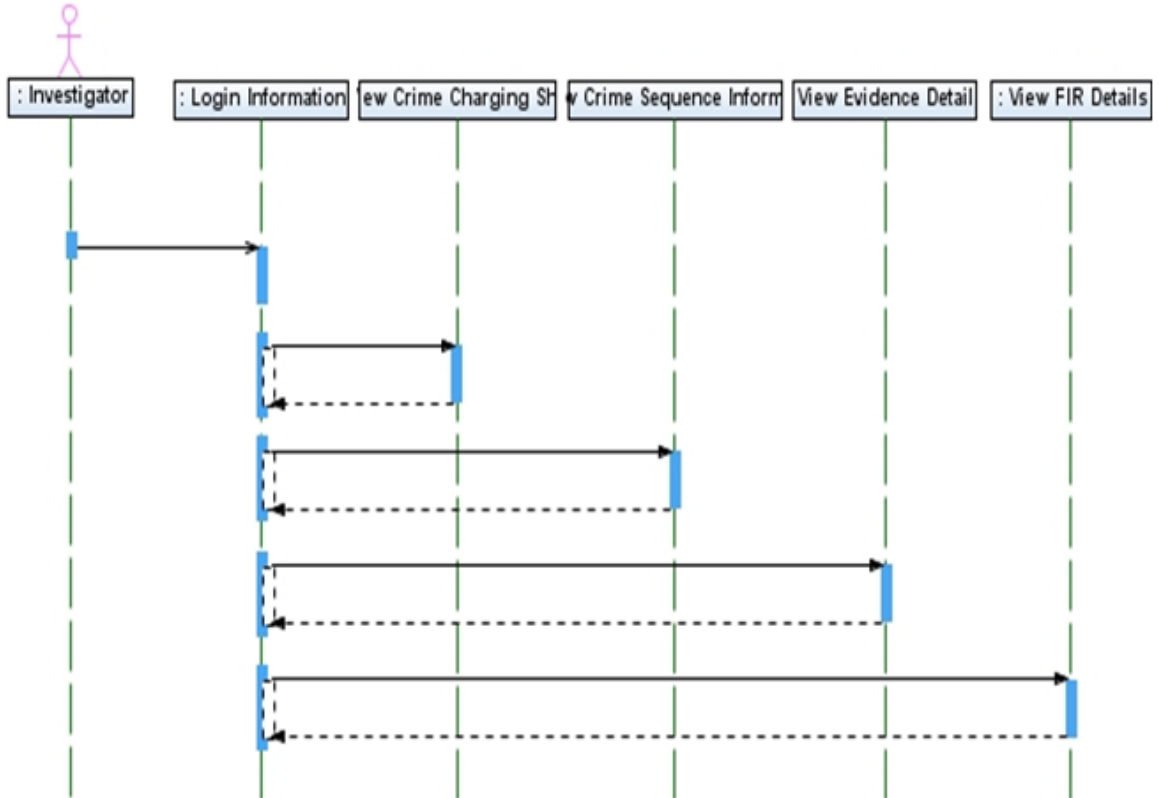 : Investigator
: Login Information
ew Crime Charging Sh
w Crime Sequence Inform
View Evidence Detail
: View FIR Details